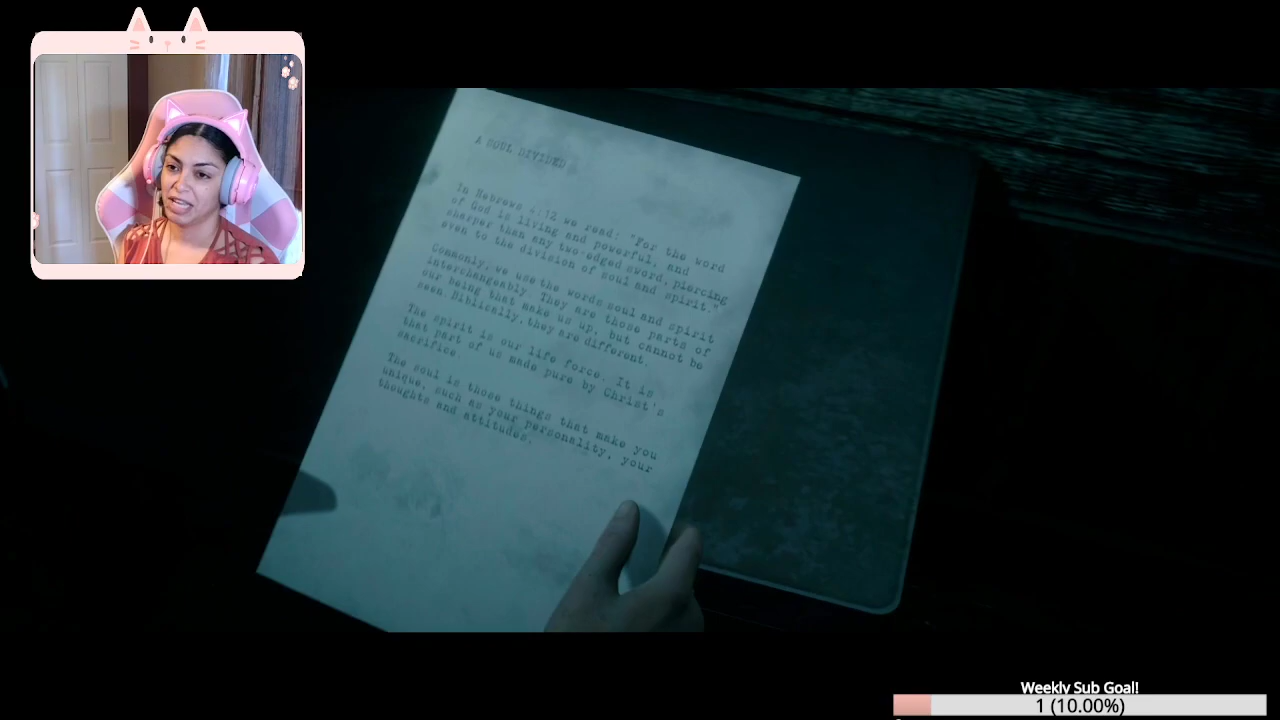 A SOUL DIVIDED
In Hebrews 4:12 we read: "For the word
of God is living and powerful, and
sharper than any two-edged sword, piercing
even to the division of soul and spirit."
Commonly, we use the words soul and spirit
interchangeably. They are those parts of
our being that make us up, but cannot be
seen. Biblically, they are different.
The spirit is our life force. It is
that part of us made pure by Christ's
sacrifice.
The soul is those things that make you
unique, such as your personality, your
thoughts and attitudes.
Weekly Sub Goal!
1 (10.00%)